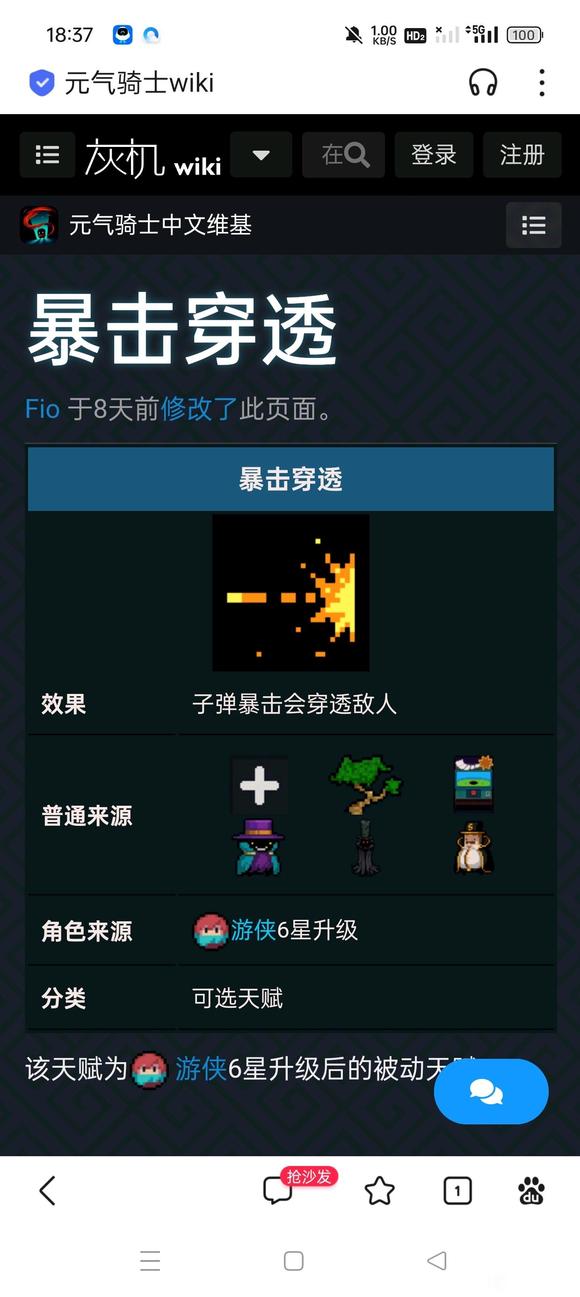 18:37
1.00 KB/S HD2 5G 100
元气骑士wiki
灰机 wiki 在 登录 注册
元气骑士中文维基
暴击穿透
Fio 于8天前修改了此页面。
暴击穿透
效果 子弹暴击会穿透敌人
普通来源
角色来源 游侠6星升级
分类 可选天赋
该天赋为 游侠6星升级后的被动天
抢沙发
1
du